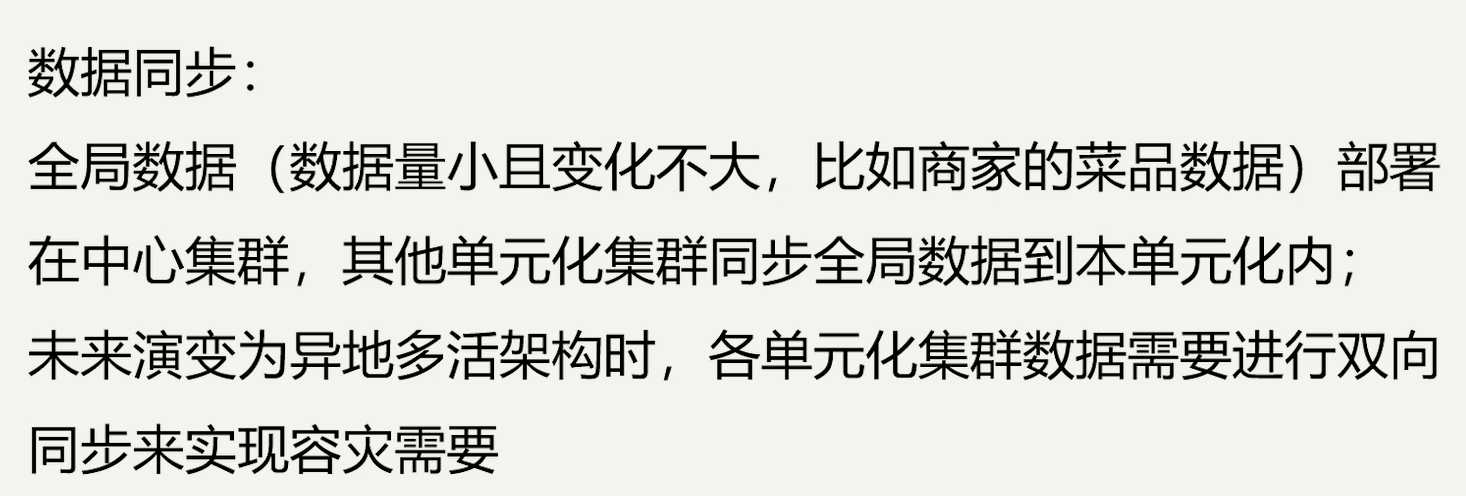 数据同步：
全局数据（数据量小且变化不大，比如商家的菜品数据）部署
在中心集群，其他单元化集群同步全局数据到本单元化内；
未来演变为异地多活架构时，各单元化集群数据需要进行双向
同步来实现容灾需要